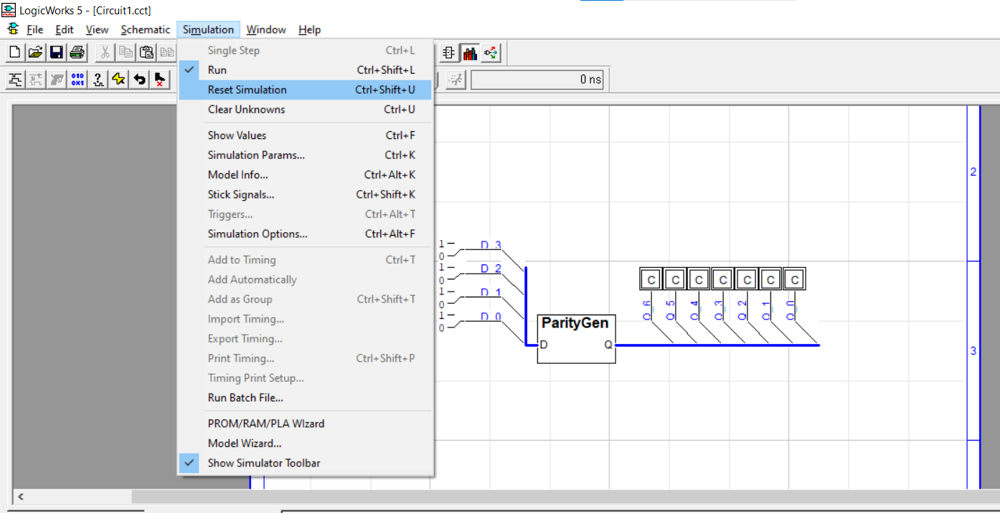 LogicWorks 5 - [Circuit1.cct]
File Edit View Schematic Simulation Window Help
010
0X1
?
0 ns
Single Step Ctrl+L
Run Ctrl+Shift+L
Reset Simulation Ctrl+Shift+U
Clear Unknowns Ctrl+U
Show Values Ctrl+F
Simulation Params... Ctrl+K
Model Info... Ctrl+Alt+K
Stick Signals... Ctrl+Shift+K
Triggers... Ctrl+Alt+T
Simulation Options... Ctrl+Alt+F
Add to Timing Ctrl+T
Add Automatically
Add as Group Ctrl+Shift+T
Import Timing...
Export Timing...
Print Timing... Ctrl+Shift+P
Timing Print Setup...
Run Batch File...
PROM/RAM/PLA WIzard
Model Wizard...
Show Simulator Toolbar
2
1
0 D_3
1
0 D_2
1
0 D_1
1
0 D_0
C C C C C C C
Q_6 Q_5 Q_4 Q_3 Q_2 Q_1 Q_0
ParityGen
D Q
3